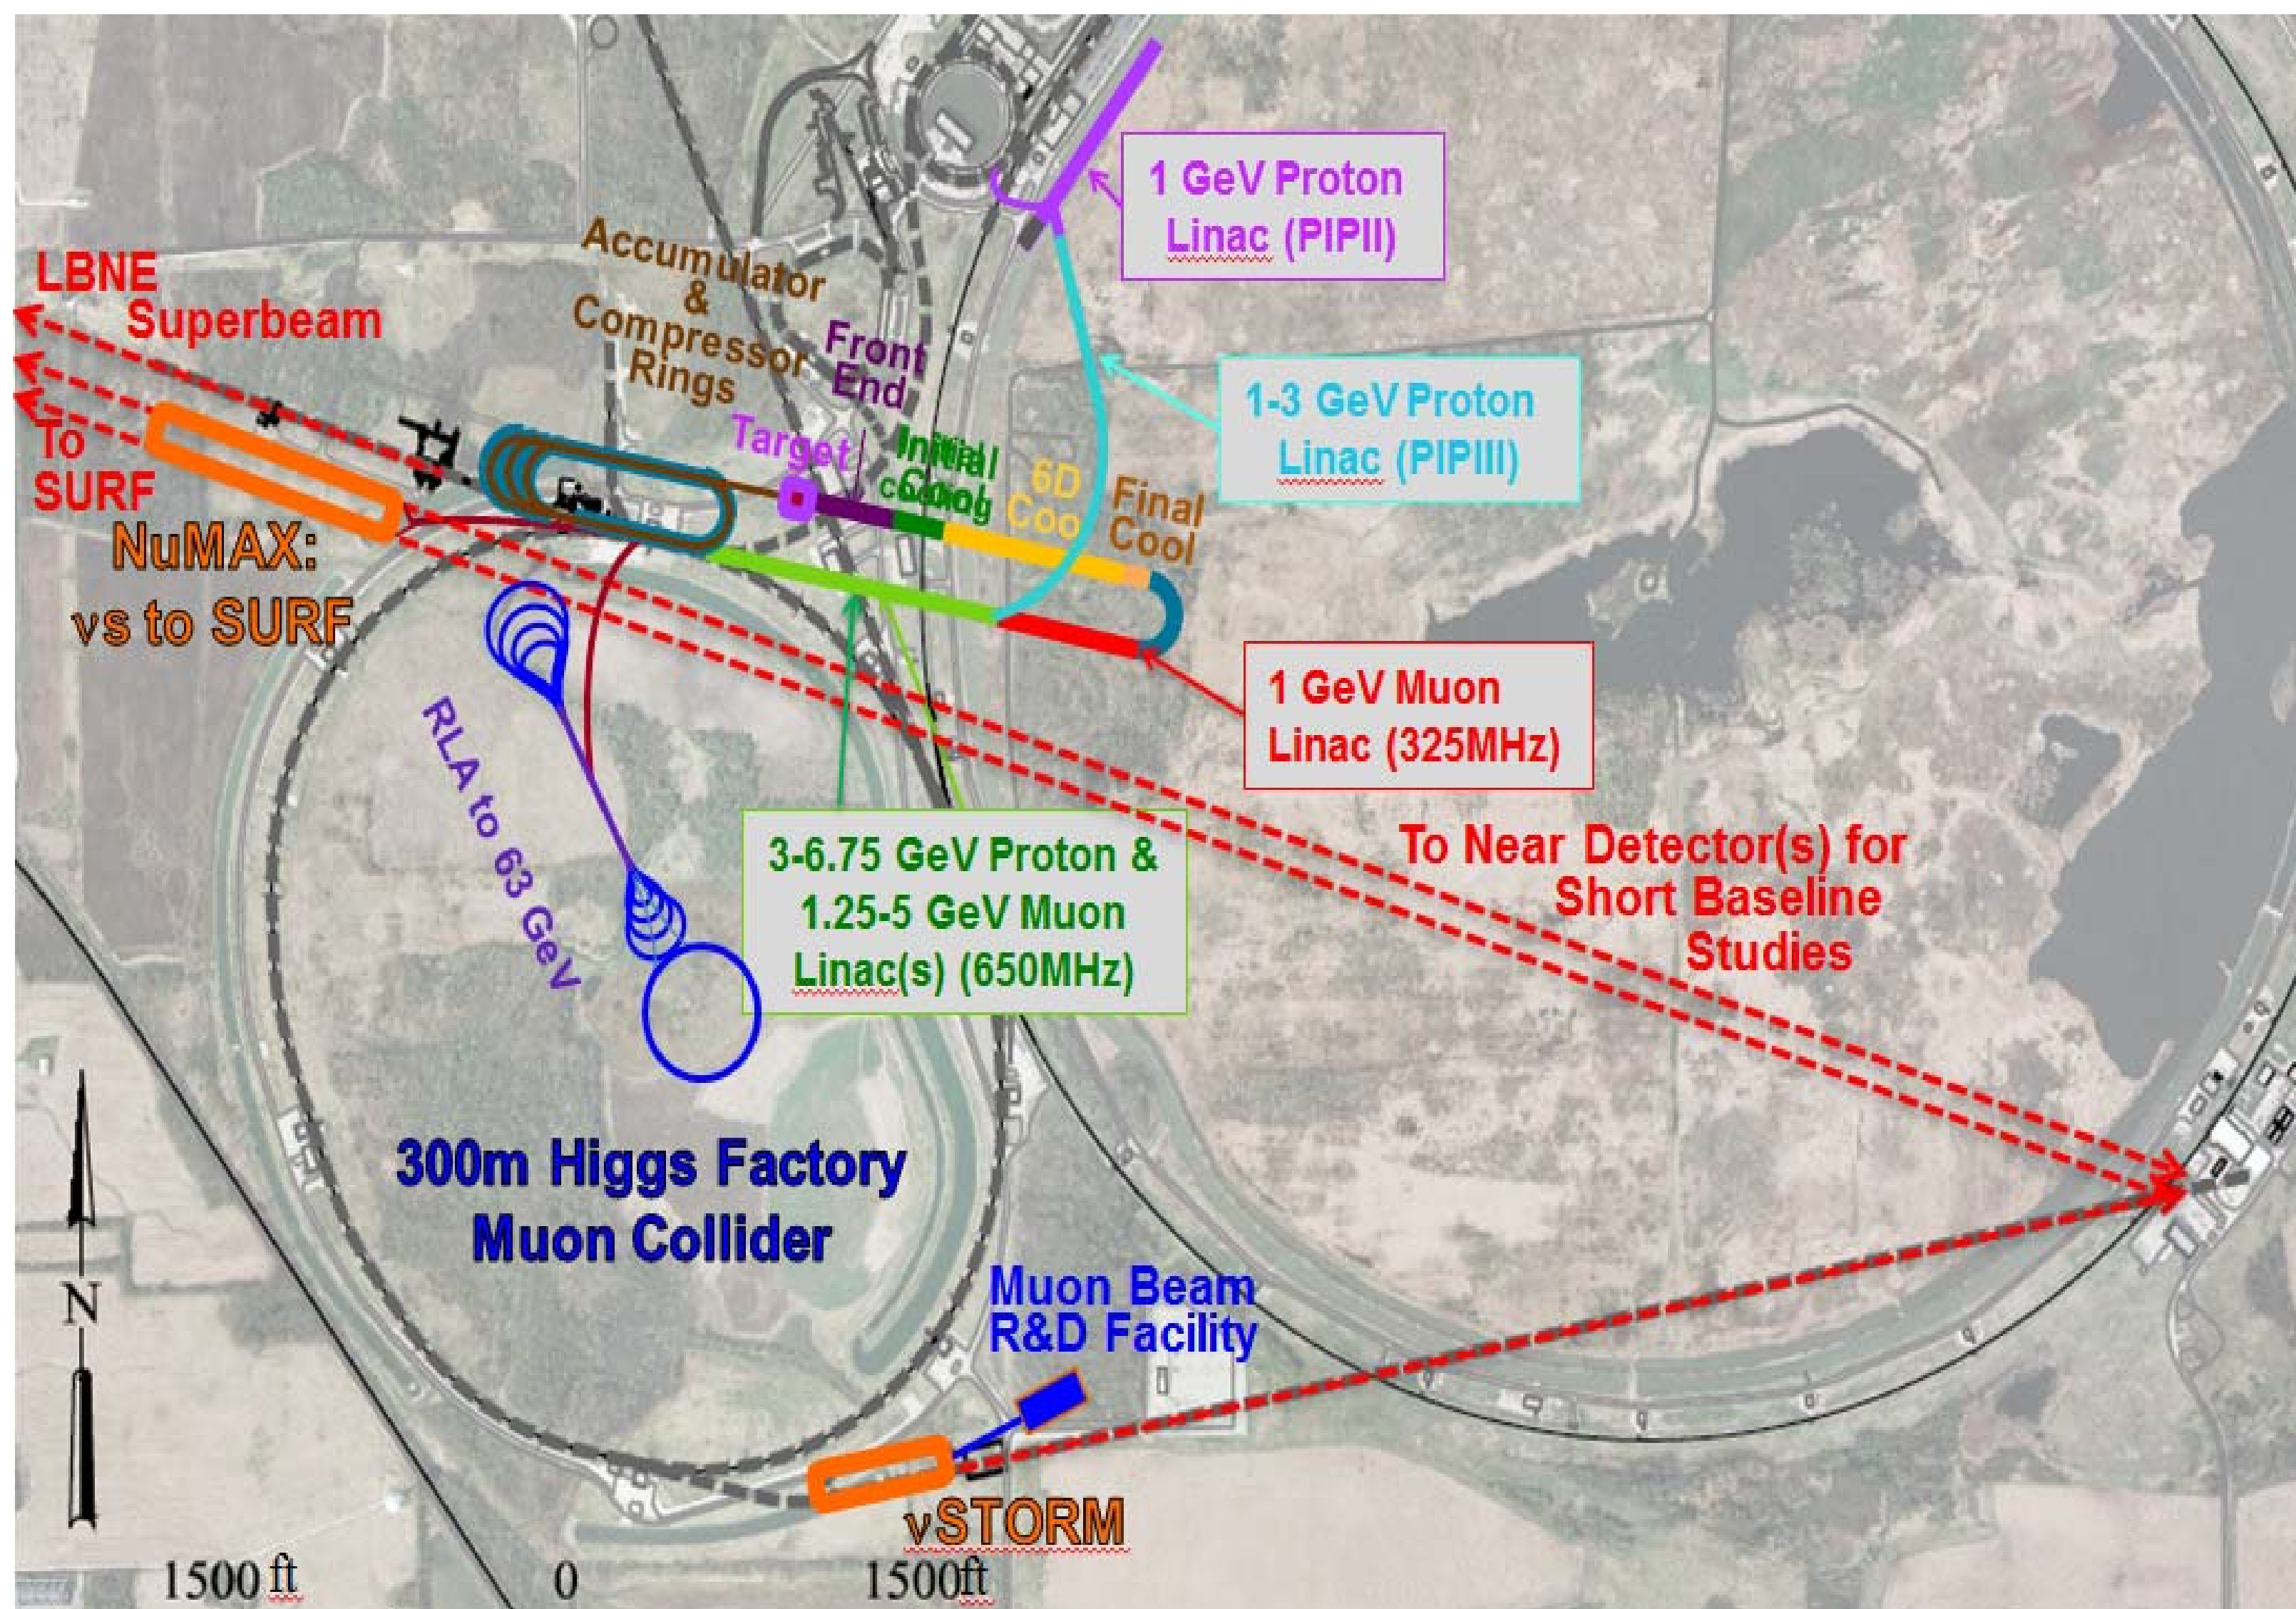 1 GeV Proton
Linac (PIPII)
LBNE
Superbeam
Accumulator
&
Compressor
Rings
Front
End
1-3 GeV Proton
Linac (PIPIII)
Target
Initial
Cool
6D
Coo
Final
Cool
To
SURF
NuMAX:
νs to SURF
1 GeV Muon
Linac (325MHz)
RLA to 63 GeV
3-6.75 GeV Proton &
1.25-5 GeV Muon
Linac(s) (650MHz)
To Near Detector(s) for
Short Baseline
Studies
300m Higgs Factory
Muon Collider
Muon Beam
R&D Facility
N
νSTORM
1500 ft
0
1500ft